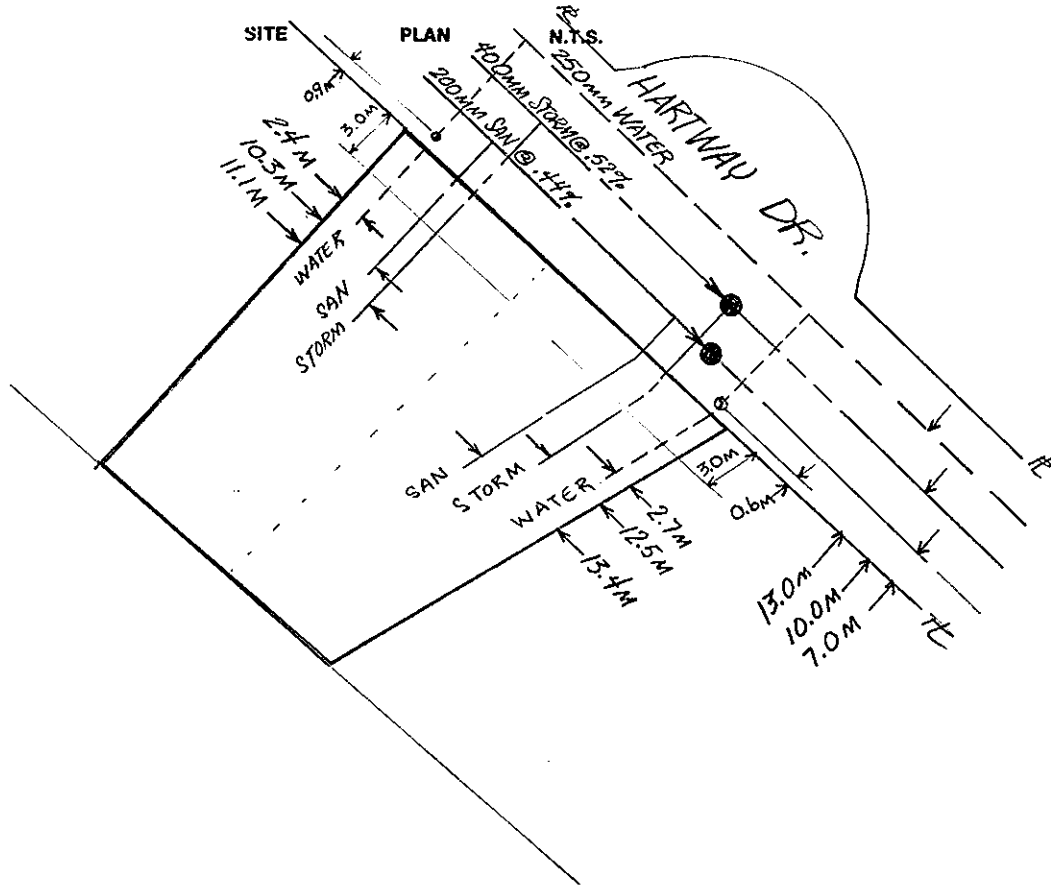 SITE PLAN N.T.S.
HARTWAY DR.
250MM WATER
400MM STORM @ .52%
200MM SAN @ .44%
0.9M
3.0M
2.4 M
10.3M
11.1M
WATER
SAN
STORM
SAN
STORM
WATER
3.0M
0.6M
2.7M
12.5M
13.4M
13.0M
10.0M
7.0M